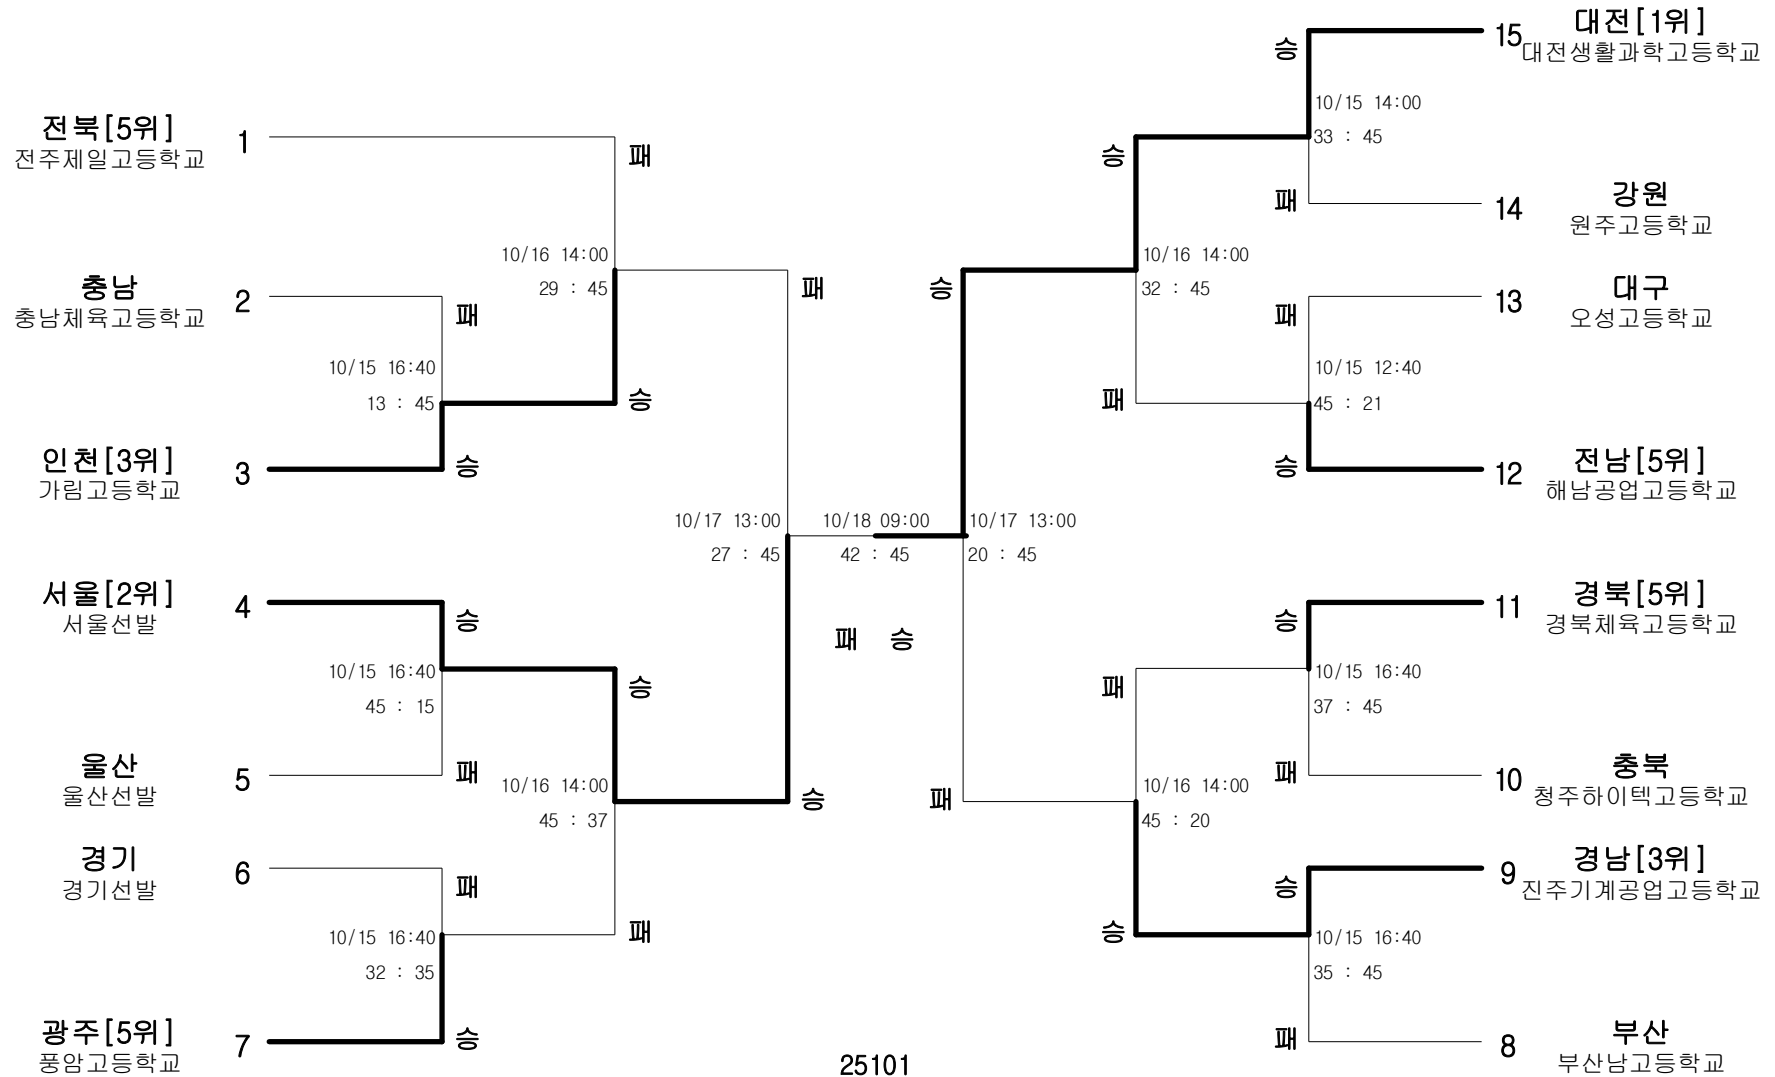 전북[5위]
전주제일고등학교
1
패
10/16 14:00
29 : 45
충남
충남체육고등학교
2
패
10/15 16:40
13 : 45
승
인천[3위]
가림고등학교
3
승
패
10/17 13:00
27 : 45
서울[2위]
서울선발
4
승
10/15 16:40
45 : 15
승
울산
울산선발
5
패
10/16 14:00
45 : 37
승
경기
경기선발
6
패
10/15 16:40
32 : 35
패
광주[5위]
풍암고등학교
7
승
10/18 09:00
42 : 45
패 승
25101
대전[1위]
15
대전생활과학고등학교
승
10/15 14:00
33 : 45
승
강원
14
원주고등학교
패
10/16 14:00
32 : 45
승
대구
13
오성고등학교
패
10/15 12:40
45 : 21
패
전남[5위]
12
해남공업고등학교
승
10/17 13:00
20 : 45
경북[5위]
11
경북체육고등학교
승
10/15 16:40
37 : 45
패
충북
10
청주하이텍고등학교
패
10/16 14:00
45 : 20
패
경남[3위]
9
진주기계공업고등학교
승
10/15 16:40
35 : 45
승
부산
8
부산남고등학교
패